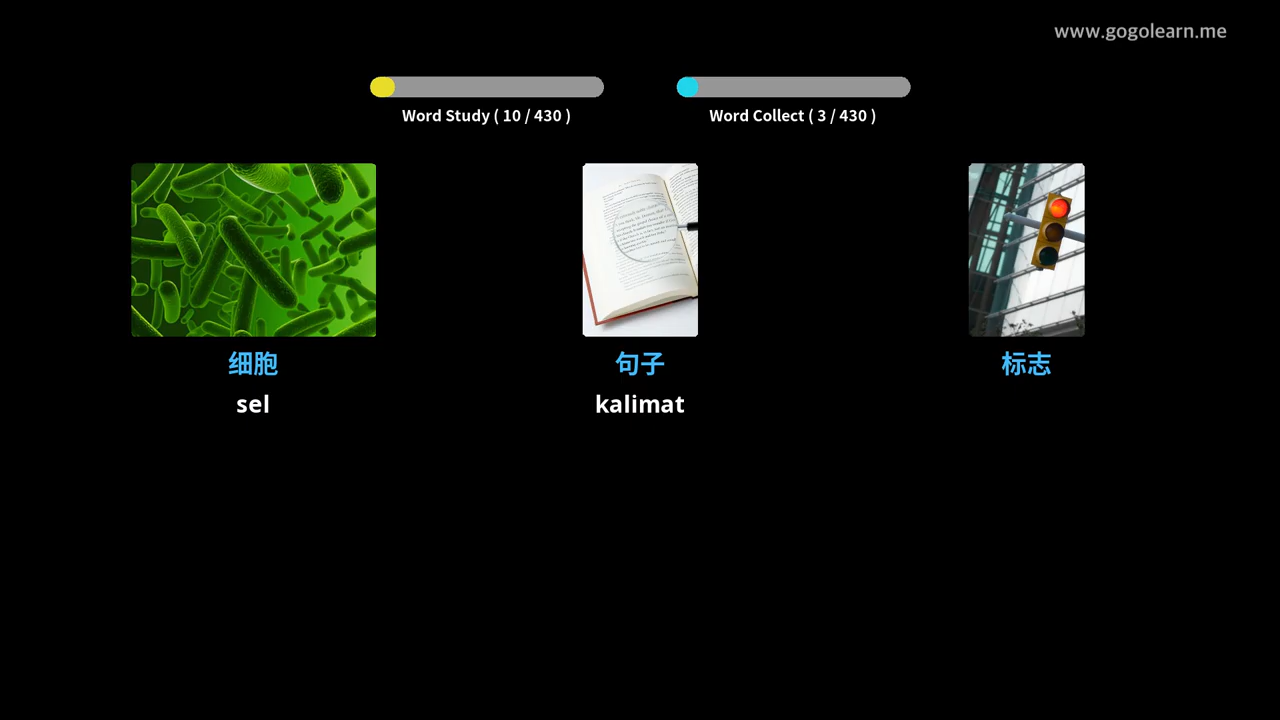 www.gogolearn.me
Word Study ( 10 / 430 )
Word Collect ( 3 / 430 )
细胞
句子
标志
sel
kalimat